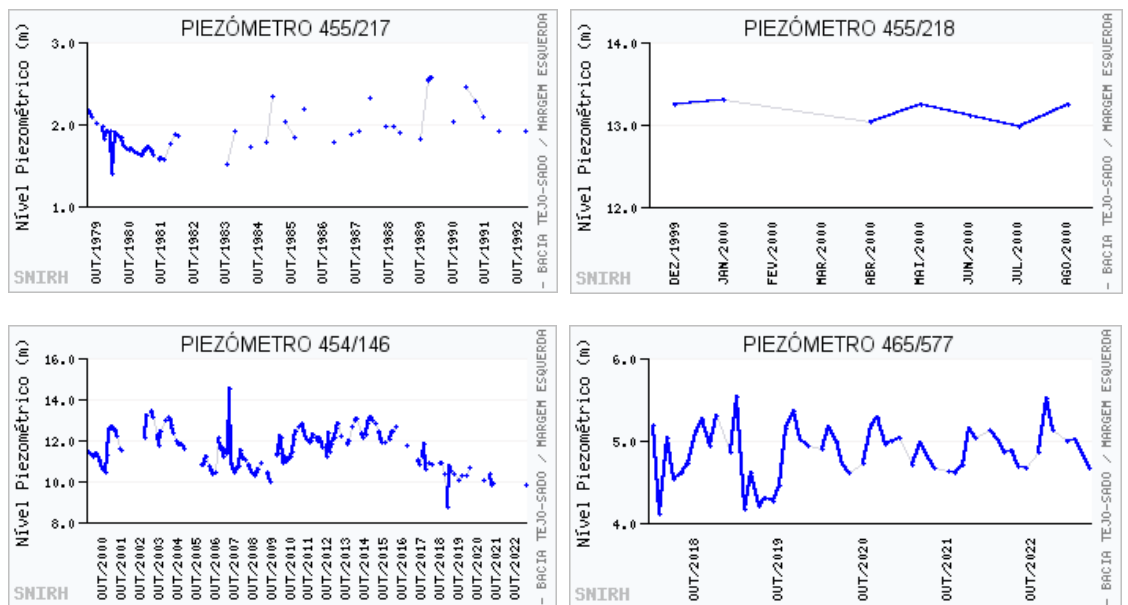 PIEZÓMETRO 455/217
Nível Piezométrico (m)
3.0
2.0
1.0
OUT/1979
OUT/1980
OUT/1981
OUT/1982
OUT/1983
OUT/1984
OUT/1985
OUT/1986
OUT/1987
OUT/1988
OUT/1989
OUT/1990
OUT/1991
OUT/1992
SNIRH
- BACIA TEJO-SADO / MARGEM ESQUERDA
PIEZÓMETRO 455/218
Nível Piezométrico (m)
14.0
13.0
12.0
DEZ/1999
JAN/2000
FEV/2000
MAR/2000
ABR/2000
MAI/2000
JUN/2000
JUL/2000
AGO/2000
SNIRH
- BACIA TEJO-SADO / MARGEM ESQUERDA
PIEZÓMETRO 454/146
Nível Piezométrico (m)
16.0
14.0
12.0
10.0
8.0
OUT/2000
OUT/2001
OUT/2002
OUT/2003
OUT/2004
OUT/2005
OUT/2006
OUT/2007
OUT/2008
OUT/2009
OUT/2010
OUT/2011
OUT/2012
OUT/2013
OUT/2014
OUT/2015
OUT/2016
OUT/2017
OUT/2018
OUT/2019
OUT/2020
OUT/2021
OUT/2022
SNIRH
- BACIA TEJO-SADO / MARGEM ESQUERDA
PIEZÓMETRO 465/577
Nível Piezométrico (m)
6.0
5.0
4.0
OUT/2018
OUT/2019
OUT/2020
OUT/2021
OUT/2022
SNIRH
- BACIA TEJO-SADO / MARGEM ESQUERDA